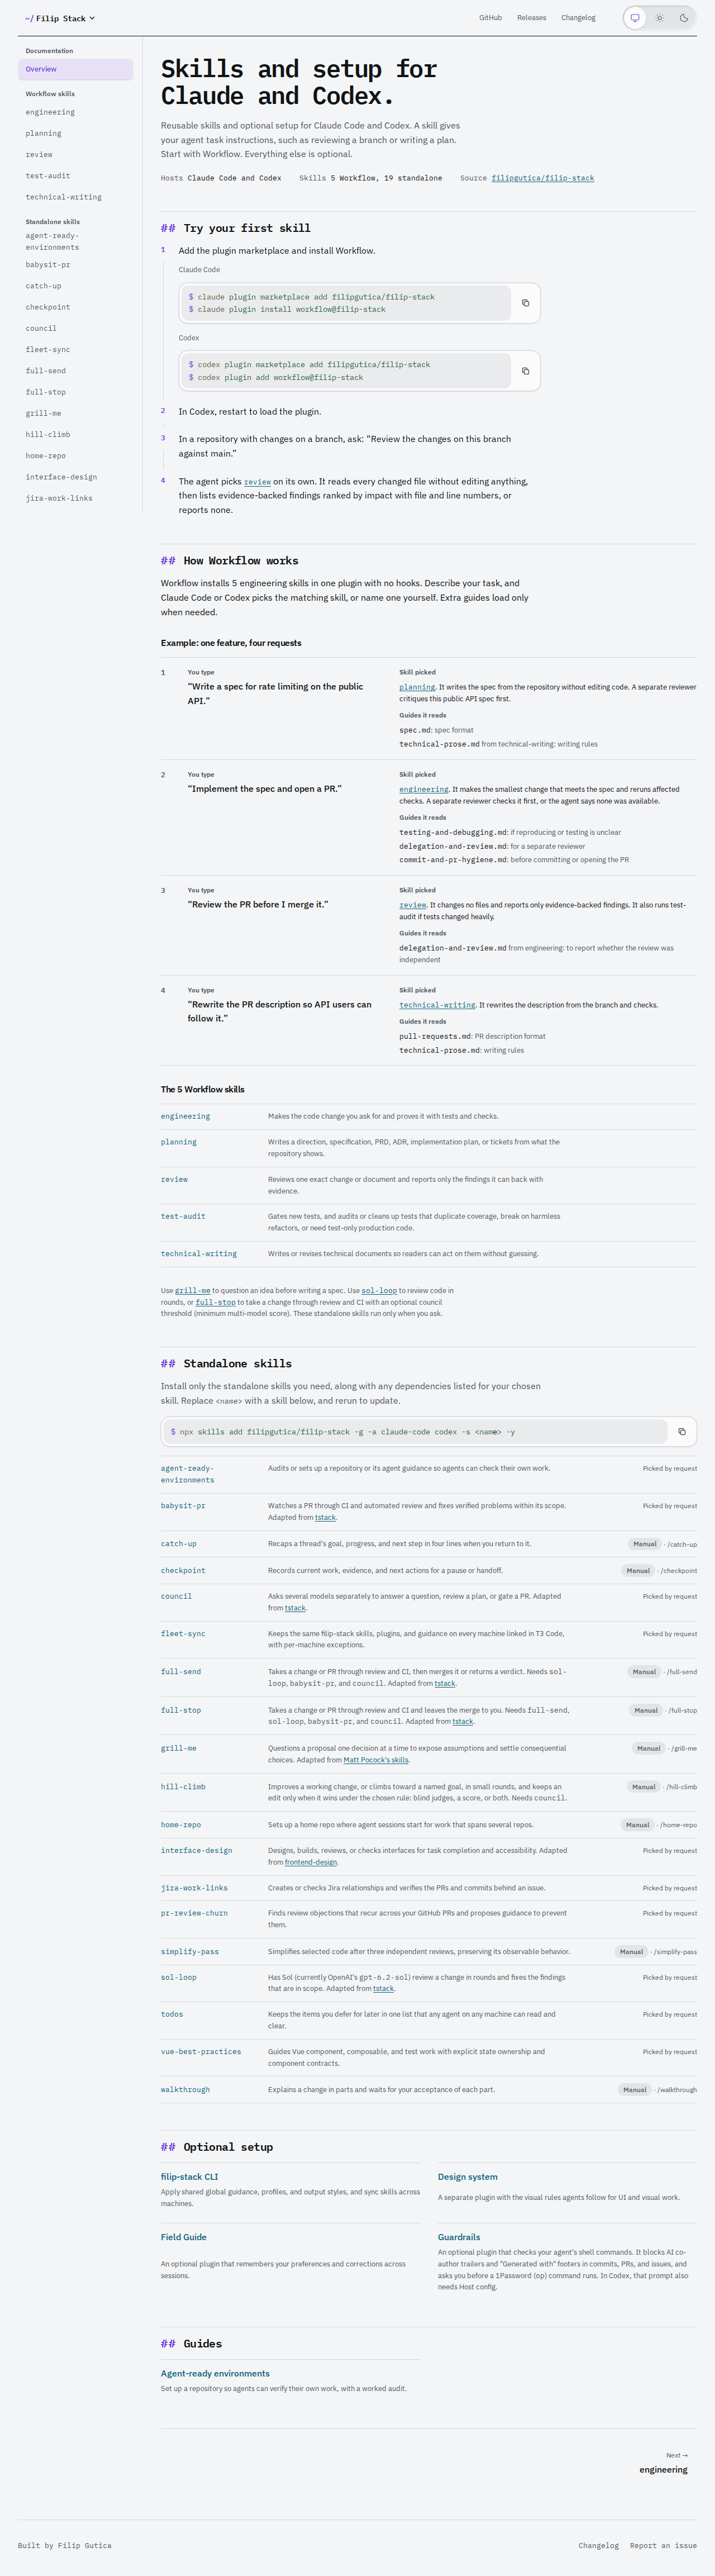 ~/ Filip Stack
GitHub
Releases
Changelog
Documentation
Overview
Workflow skills
engineering
planning
review
test-audit
technical-writing
Standalone skills
agent-ready-
environments
babysit-pr
catch-up
checkpoint
council
fleet-sync
full-send
full-stop
grill-me
hill-climb
home-repo
interface-design
jira-work-links
Skills and setup for
Claude and Codex.
Reusable skills and optional setup for Claude Code and Codex. A skill gives
your agent task instructions, such as reviewing a branch or writing a plan.
Start with Workflow. Everything else is optional.
Hosts Claude Code and Codex
Skills 5 Workflow, 19 standalone
Source filipgutica/filip-stack
## Try your first skill
1 Add the plugin marketplace and install Workflow.
Claude Code
$ claude plugin marketplace add filipgutica/filip-stack
$ claude plugin install workflow@filip-stack
Codex
$ codex plugin marketplace add filipgutica/filip-stack
$ codex plugin add workflow@filip-stack
2 In Codex, restart to load the plugin.
3 In a repository with changes on a branch, ask: “Review the changes on this branch
against main.”
4 The agent picks review on its own. It reads every changed file without editing anything,
then lists evidence-backed findings ranked by impact with file and line numbers, or
reports none.
## How Workflow works
Workflow installs 5 engineering skills in one plugin with no hooks. Describe your task, and
Claude Code or Codex picks the matching skill, or name one yourself. Extra guides load only
when needed.
Example: one feature, four requests
1
You type
“Write a spec for rate limiting on the public
API.”
Skill picked
planning. It writes the spec from the repository without editing code. A separate reviewer
critiques this public API spec first.
Guides it reads
spec.md: spec format
technical-prose.md from technical-writing: writing rules
2
You type
“Implement the spec and open a PR.”
Skill picked
engineering. It makes the smallest change that meets the spec and reruns affected
checks. A separate reviewer checks it first, or the agent says none was available.
Guides it reads
testing-and-debugging.md: if reproducing or testing is unclear
delegation-and-review.md: for a separate reviewer
commit-and-pr-hygiene.md: before committing or opening the PR
3
You type
“Review the PR before I merge it.”
Skill picked
review. It changes no files and reports only evidence-backed findings. It also runs test-
audit if tests changed heavily.
Guides it reads
delegation-and-review.md from engineering: to report whether the review was
independent
4
You type
“Rewrite the PR description so API users can
follow it.”
Skill picked
technical-writing. It rewrites the description from the branch and checks.
Guides it reads
pull-requests.md: PR description format
technical-prose.md: writing rules
The 5 Workflow skills
engineering
Makes the code change you ask for and proves it with tests and checks.
planning
Writes a direction, specification, PRD, ADR, implementation plan, or tickets from what the
repository shows.
review
Reviews one exact change or document and reports only the findings it can back with
evidence.
test-audit
Gates new tests, and audits or cleans up tests that duplicate coverage, break on harmless
refactors, or need test-only production code.
technical-writing
Writes or revises technical documents so readers can act on them without guessing.
Use grill-me to question an idea before writing a spec. Use sol-loop to review code in
rounds, or full-stop to take a change through review and CI with an optional council
threshold (minimum multi-model score). These standalone skills run only when you ask.
## Standalone skills
Install only the standalone skills you need, along with any dependencies listed for your chosen
skill. Replace <name> with a skill below, and rerun to update.
$ npx skills add filipgutica/filip-stack -g -a claude-code codex -s <name> -y
agent-ready-
environments
Audits or sets up a repository or its agent guidance so agents can check their own work.
Picked by request
babysit-pr
Watches a PR through CI and automated review and fixes verified problems within its scope.
Adapted from tstack.
Picked by request
catch-up
Recaps a thread's goal, progress, and next step in four lines when you return to it.
Manual · /catch-up
checkpoint
Records current work, evidence, and next actions for a pause or handoff.
Manual · /checkpoint
council
Asks several models separately to answer a question, review a plan, or gate a PR. Adapted
from tstack.
Picked by request
fleet-sync
Keeps the same filip-stack skills, plugins, and guidance on every machine linked in T3 Code,
with per-machine exceptions.
Picked by request
full-send
Takes a change or PR through review and CI, then merges it or returns a verdict. Needs sol-
loop, babysit-pr, and council. Adapted from tstack.
Manual · /full-send
full-stop
Takes a change or PR through review and CI and leaves the merge to you. Needs full-send,
sol-loop, babysit-pr, and council. Adapted from tstack.
Manual · /full-stop
grill-me
Questions a proposal one decision at a time to expose assumptions and settle consequential
choices. Adapted from Matt Pocock's skills.
Manual · /grill-me
hill-climb
Improves a working change, or climbs toward a named goal, in small rounds, and keeps an
edit only when it wins under the chosen rule: blind judges, a score, or both. Needs council.
Manual · /hill-climb
home-repo
Sets up a home repo where agent sessions start for work that spans several repos.
Manual · /home-repo
interface-design
Designs, builds, reviews, or checks interfaces for task completion and accessibility. Adapted
from frontend-design.
Picked by request
jira-work-links
Creates or checks Jira relationships and verifies the PRs and commits behind an issue.
Picked by request
pr-review-churn
Finds review objections that recur across your GitHub PRs and proposes guidance to prevent
them.
Picked by request
simplify-pass
Simplifies selected code after three independent reviews, preserving its observable behavior.
Manual · /simplify-pass
sol-loop
Has Sol (currently OpenAI's gpt-6.2-sol) review a change in rounds and fixes the findings
that are in scope. Adapted from tstack.
Picked by request
todos
Keeps the items you defer for later in one list that any agent on any machine can read and
clear.
Picked by request
vue-best-practices
Guides Vue component, composable, and test work with explicit state ownership and
component contracts.
Picked by request
walkthrough
Explains a change in parts and waits for your acceptance of each part.
Manual · /walkthrough
## Optional setup
filip-stack CLI
Apply shared global guidance, profiles, and output styles, and sync skills across
machines.
Design system
A separate plugin with the visual rules agents follow for UI and visual work.
Field Guide
An optional plugin that remembers your preferences and corrections across
sessions.
Guardrails
An optional plugin that checks your agent's shell commands. It blocks AI co-
author trailers and "Generated with" footers in commits, PRs, and issues, and
asks you before a 1Password (op) command runs. In Codex, that prompt also
needs Host config.
## Guides
Agent-ready environments
Set up a repository so agents can verify their own work, with a worked audit.
Next →
engineering
Built by Filip Gutica
Changelog
Report an issue